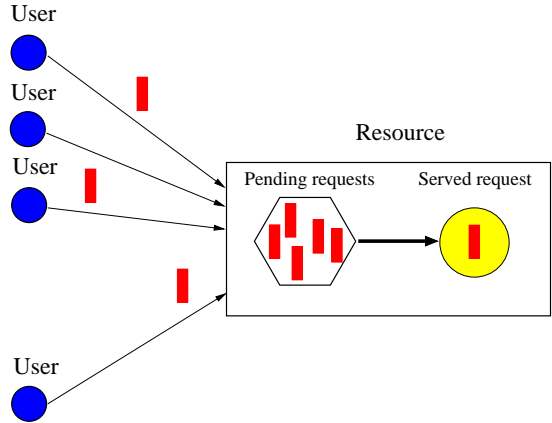 User
User
User
Resource
Pending requests
Served request
User